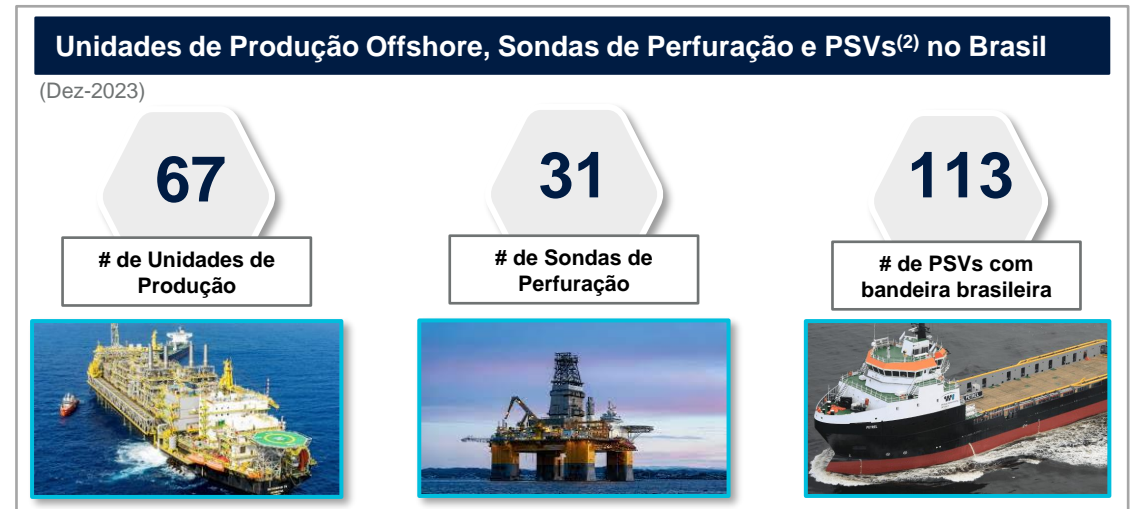 Unidades de Produção Offshore, Sondas de Perfuração e PSVs(2) no Brasil
(Dez-2023)
67
31
113
# de Unidades de
Produção
# de Sondas de
Perfuração
# de PSVs com
bandeira brasileira